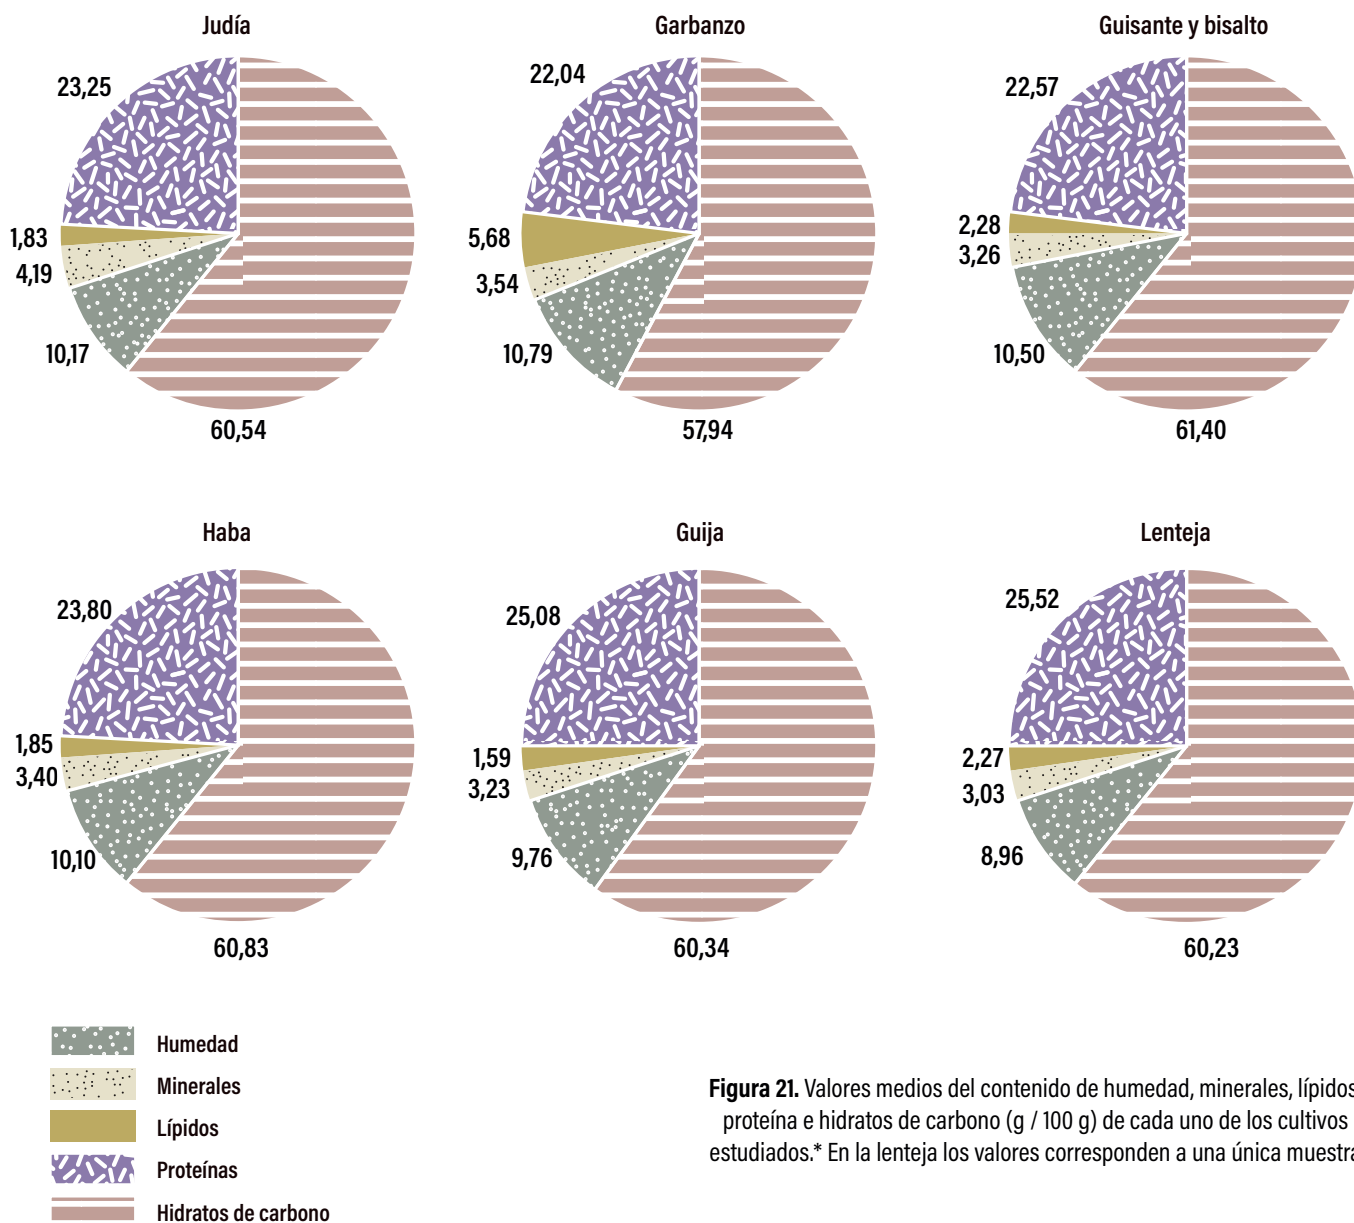 Judía
Garbanzo
Guisante y bisalto
23,25
1,83
4,19
10,17
60,54
22,04
5,68
3,54
10,79
57,94
22,57
2,28
3,26
10,50
61,40
Haba
Guija
Lenteja
23,80
1,85
3,40
10,10
60,83
25,08
1,59
3,23
9,76
60,34
25,52
2,27
3,03
8,96
60,23
Humedad
Minerales
Lípidos
Proteínas
Hidratos de carbono
Figura 21. Valores medios del contenido de humedad, minerales, lípidos
proteína e hidratos de carbono (g / 100 g) de cada uno de los cultivos
estudiados.* En la lenteja los valores corresponden a una única muestra